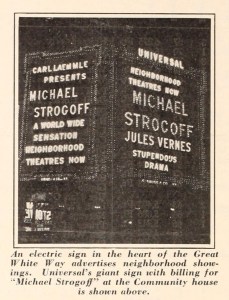 CARL LAEMMLE
PRESENTS
MICHAEL
STROGOFF
A WORLD WIDE
SENSATION
NEIGHBORHOOD
THEATRES NOW
UNIVERSAL
NEIGHBORHOOD
THEATRES NOW
MICHAEL
STROGOFF
JULES VERNES
STUPENDOUS
DRAMA
An electric sign in the heart of the Great
White Way advertises neighborhood show-
ings. Universal's giant sign with billing for
"Michael Strogoff" at the Community house
is shown above.